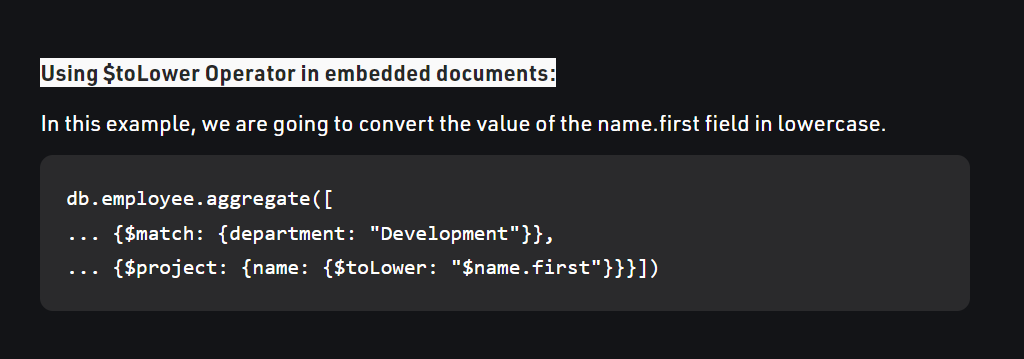 Using $toLower Operator in embedded documents:
In this example, we are going to convert the value of the name.first field in lowercase.
db.employee.aggregate([
... {$match: {department: "Development"}},
... {$project: {name: {$toLower: "$name.first"}}}])